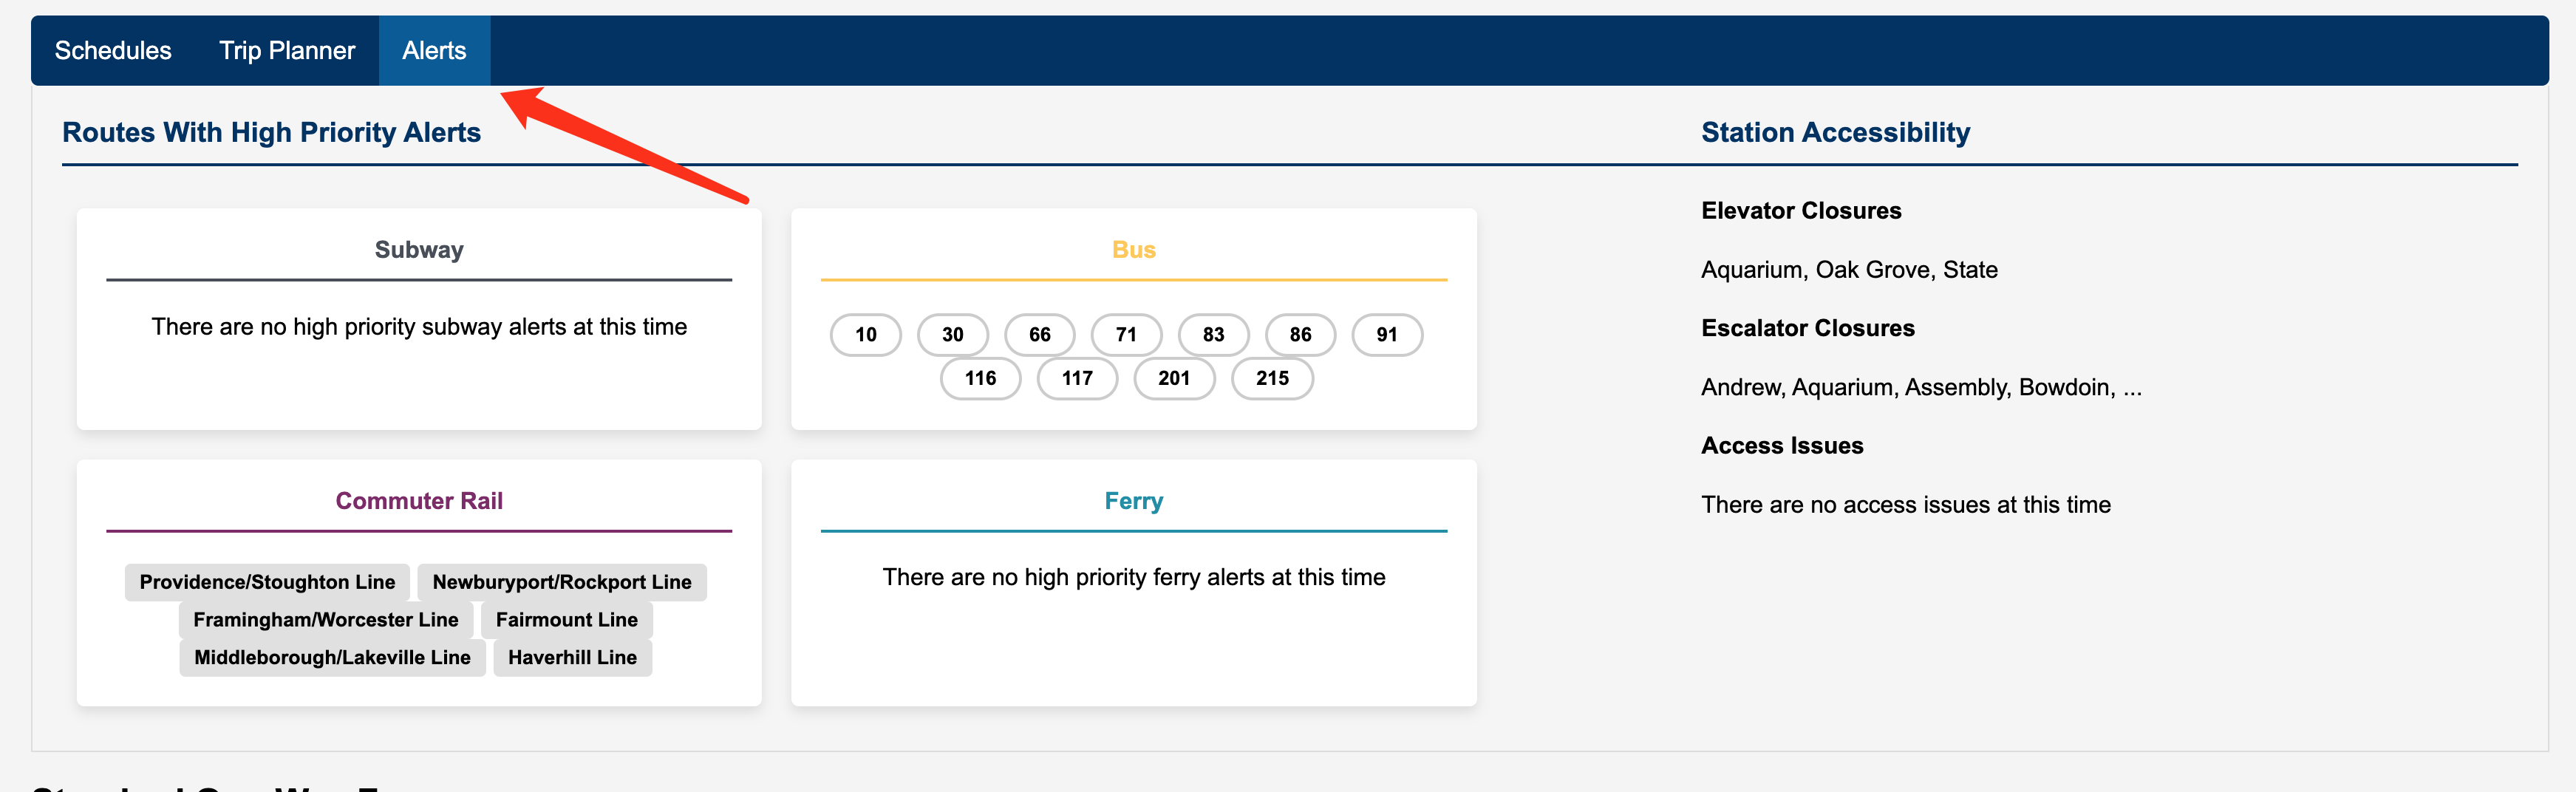 Schedules Trip Planner Alerts
Routes With High Priority Alerts
Subway
There are no high priority subway alerts at this time
Bus
10 30 66 71 83 86 91
116 117 201 215
Commuter Rail
Providence/Stoughton Line Newburyport/Rockport Line
Framingham/Worcester Line Fairmount Line
Middleborough/Lakeville Line Haverhill Line
Ferry
There are no high priority ferry alerts at this time
Station Accessibility
Elevator Closures
Aquarium, Oak Grove, State
Escalator Closures
Andrew, Aquarium, Assembly, Bowdoin, ...
Access Issues
There are no access issues at this time